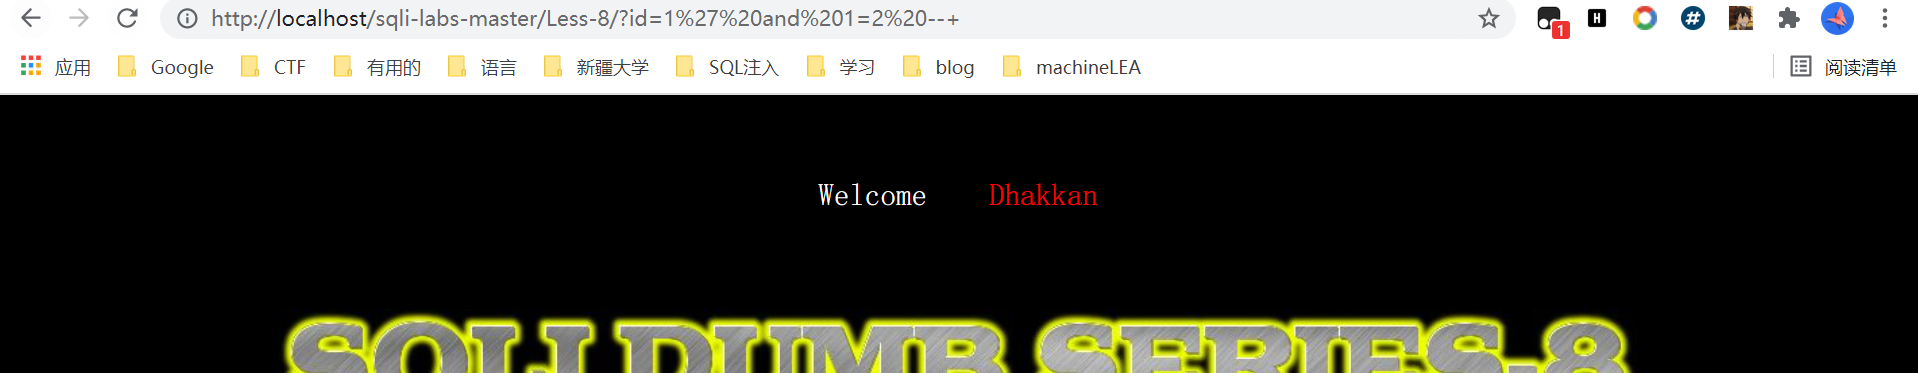 http://localhost/sqli-labs-master/Less-8/?id=1%27%20and%201=2%20--+
1
H
#
应用 Google CTF 有用的 语言 新疆大学 SQL注入 学习 blog machineLEA 阅读清单
Welcome Dhakkan
SQLI DUMB SERIES-8